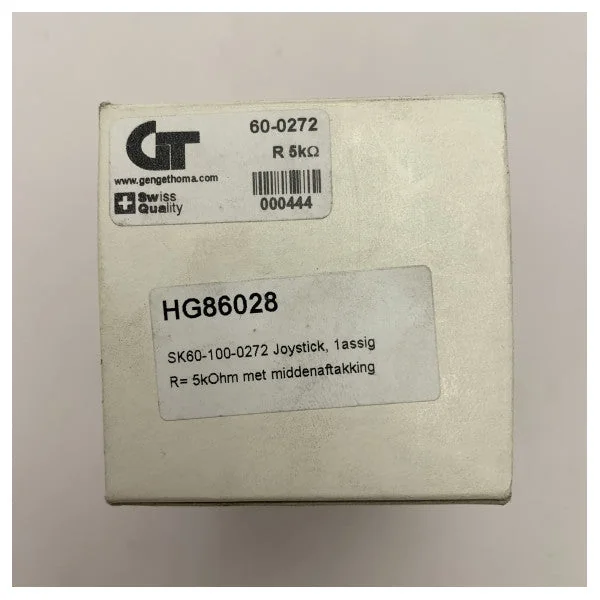 GT
60-0272
R 5kΩ
www.gengethoma.com
Swiss
Quality
000444
HG86028
SK60-100-0272 Joystick, 1assig
R= 5kOhm met middenaftakking